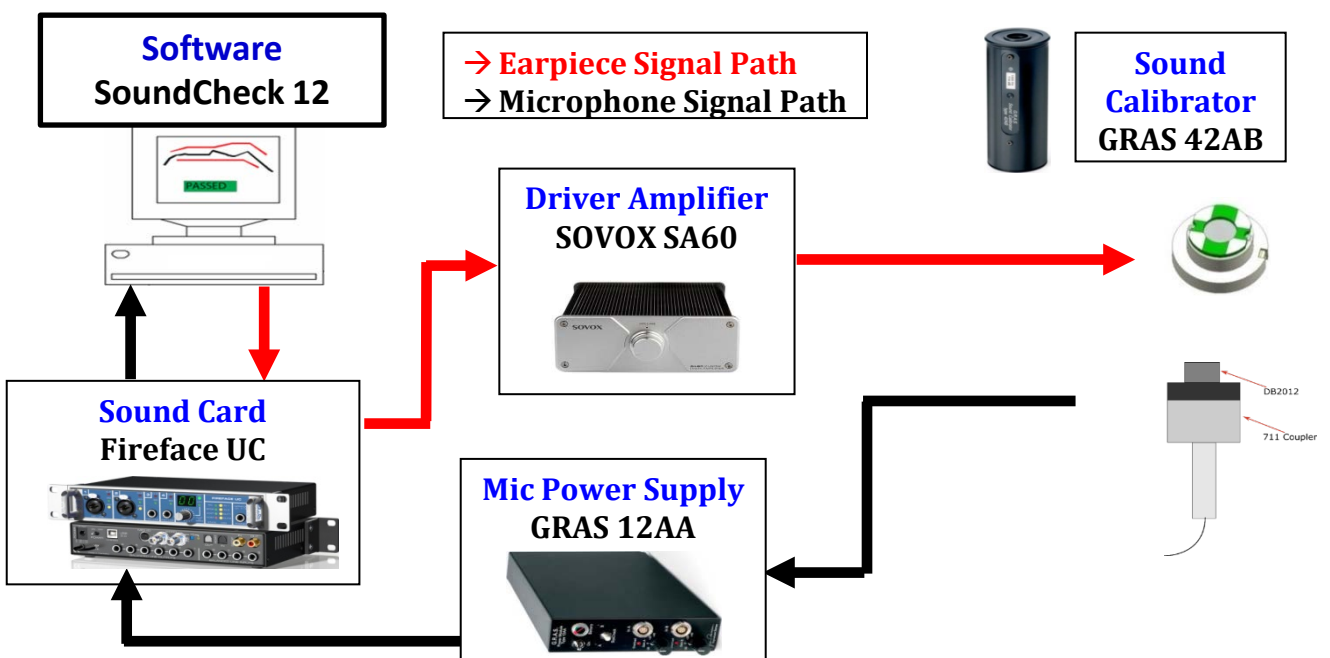 Software
SoundCheck 12
→ Earpiece Signal Path
→ Microphone Signal Path
Sound
Calibrator
GRAS 42AB
PASSED
Driver Amplifier
SOVOX SA60
SOVOX
VOLUME
Sound Card
Fireface UC
Mic Power Supply
GRAS 12AA
G.R.A.S.
DB2012
711 Coupler